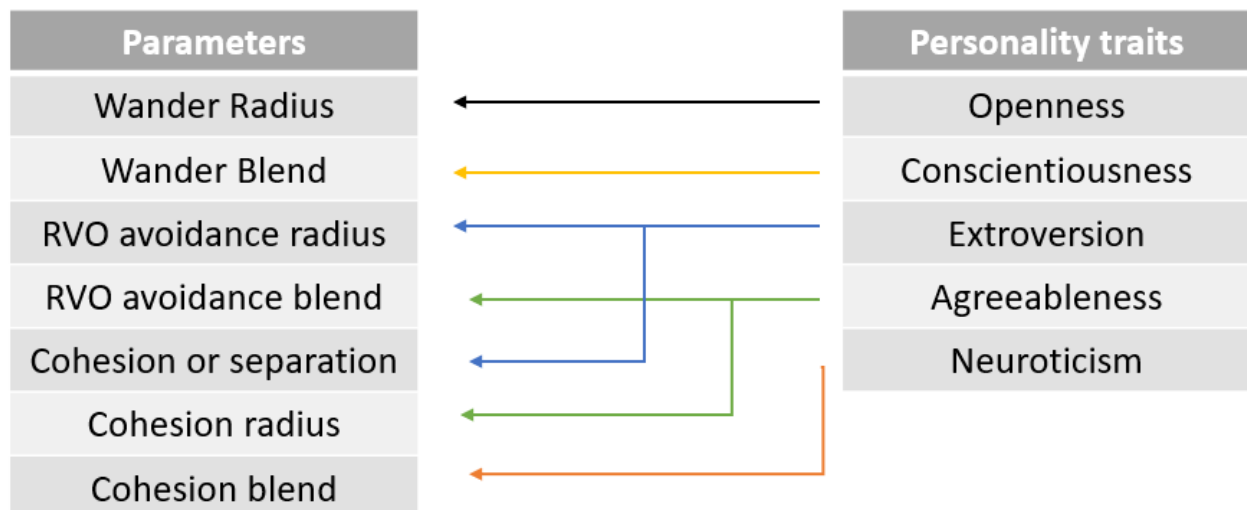 Parameters
Wander Radius
Wander Blend
RVO avoidance radius
RVO avoidance blend
Cohesion or separation
Cohesion radius
Cohesion blend
Personality traits
Openness
Conscientiousness
Extroversion
Agreeableness
Neuroticism